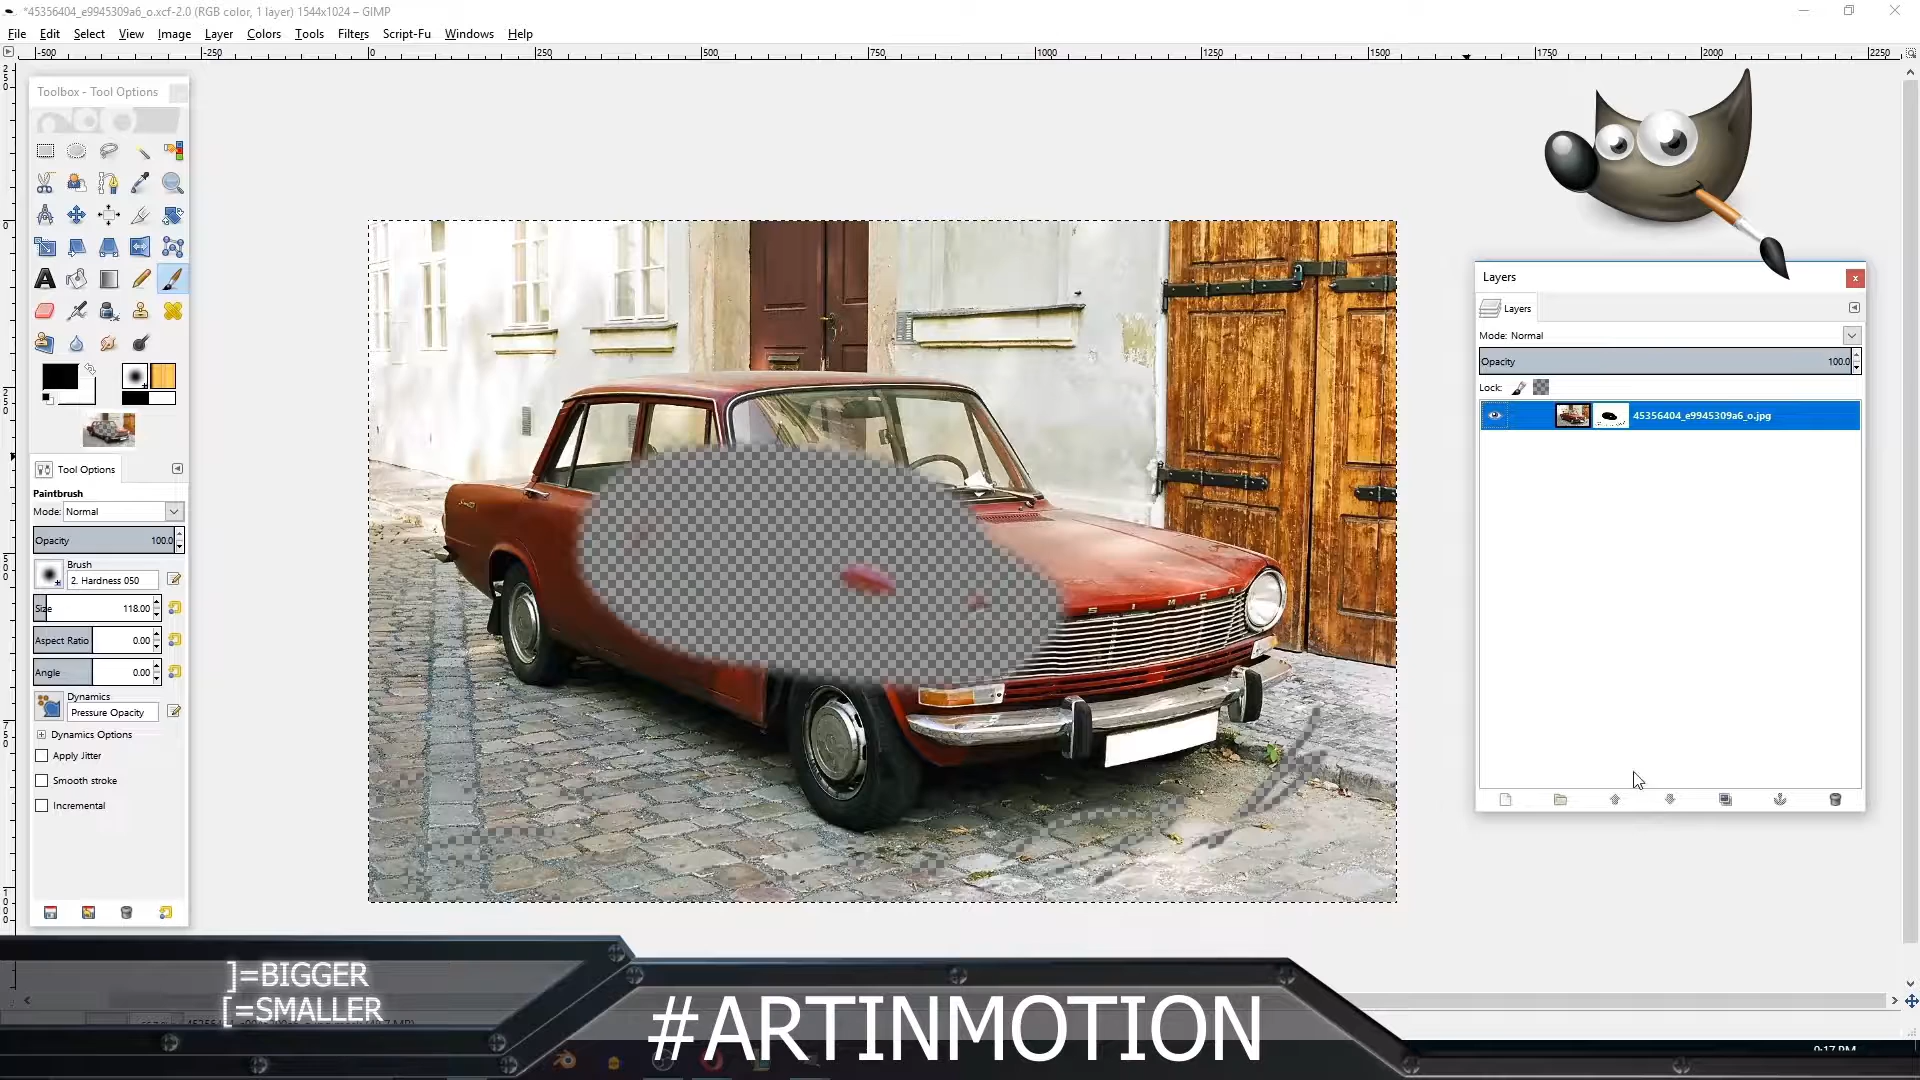 *45356404_e9945309a6_o.xcf-2.0 (RGB color, 1 layer) 1544x1024 – GIMP
File Edit Select View Image Layer Colors Tools Filters Script-Fu Windows Help
-500 -250 0 250 500 750 1000 1250 1500 1750 2000 2250
Toolbox - Tool Options
Tool Options
Paintbrush
Mode: Normal
Opacity 100.0
Brush
2. Hardness 050
Size 118.00
Aspect Ratio 0.00
Angle 0.00
Dynamics
Pressure Opacity
Dynamics Options
Apply Jitter
Smooth stroke
Incremental
SIMCA
Layers
Layers
Mode: Normal
Opacity 100.0
Lock:
45356404_e9945309a6_o.jpg
]=BIGGER
[=SMALLER
#ARTINMOTION
9:17 PM